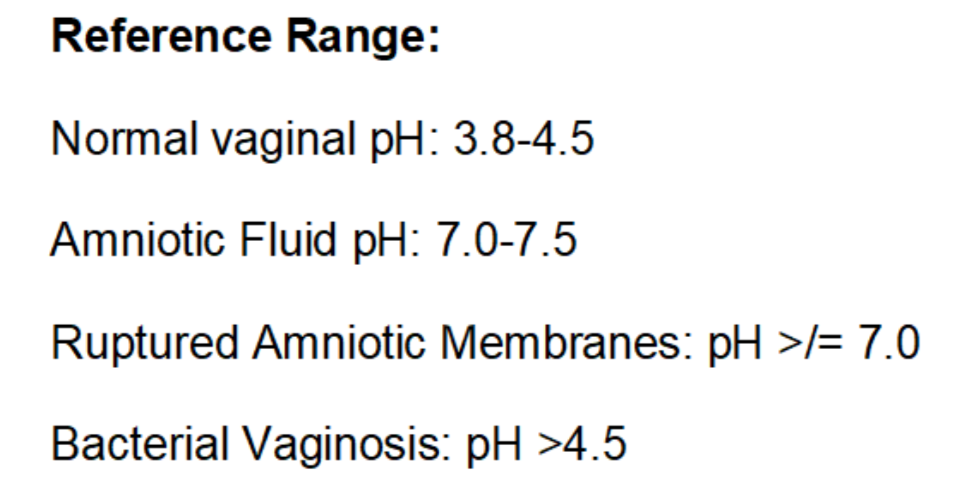 Reference Range:
Normal vaginal pH: 3.8-4.5
Amniotic Fluid pH: 7.0-7.5
Ruptured Amniotic Membranes: pH >/= 7.0
Bacterial Vaginosis: pH >4.5